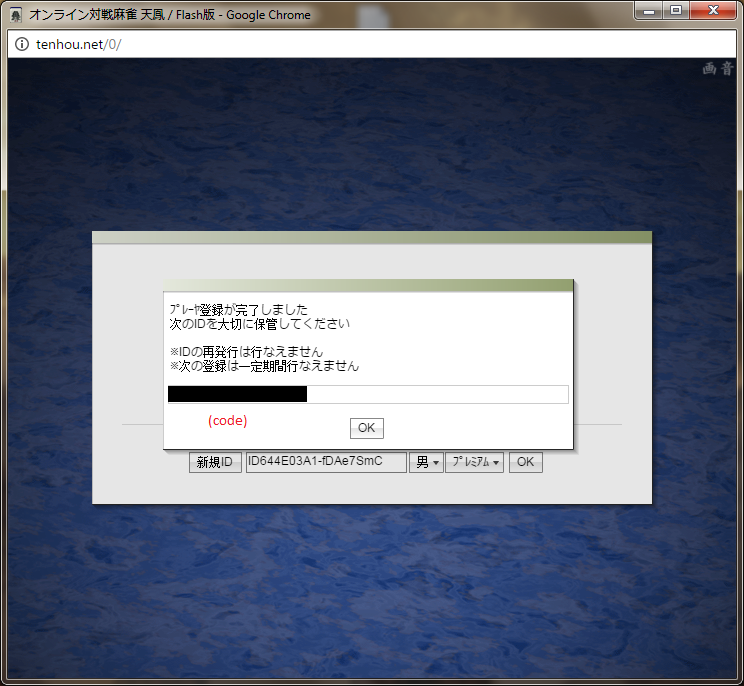 オンライン対戦麻雀 天鳳 / Flash版 - Google Chrome
tenhou.net/0/
画 音
ﾌﾟﾚｰﾔ登録が完了しました
次のIDを大切に保管してください
※IDの再発行は行なえません
※次の登録は一定期間行なえません
(code)
OK
新規ID ID644E03A1-fDAe7SmC 男 ﾌﾟﾚﾐｱﾑ OK